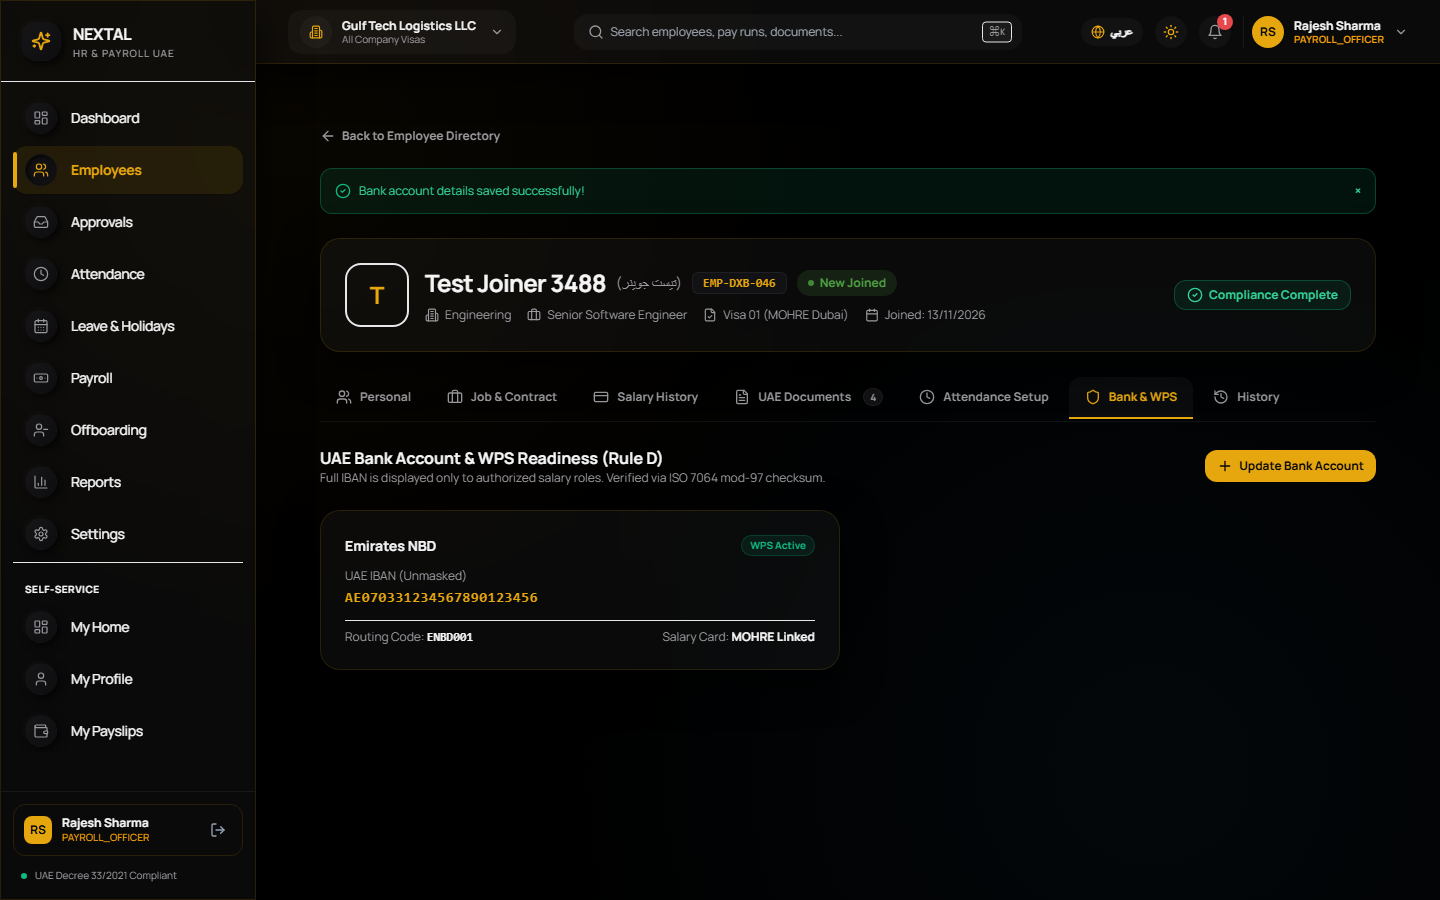 NEXTAL
HR & PAYROLL UAE
Gulf Tech Logistics LLC
All Company Visas
Search employees, pay runs, documents...
⌘K
عربي
1
RS
Rajesh Sharma
PAYROLL_OFFICER
Dashboard
Employees
Approvals
Attendance
Leave & Holidays
Payroll
Offboarding
Reports
Settings
SELF-SERVICE
My Home
My Profile
My Payslips
RS
Rajesh Sharma
PAYROLL_OFFICER
UAE Decree 33/2021 Compliant
Back to Employee Directory
Bank account details saved successfully!
×
T
Test Joiner 3488 (تيست جوينر) EMP-DXB-046 New Joined
Engineering Senior Software Engineer Visa 01 (MOHRE Dubai) Joined: 13/11/2026
Compliance Complete
Personal Job & Contract Salary History UAE Documents 4 Attendance Setup Bank & WPS History
UAE Bank Account & WPS Readiness (Rule D)
Full IBAN is displayed only to authorized salary roles. Verified via ISO 7064 mod-97 checksum.
Update Bank Account
Emirates NBD
WPS Active
UAE IBAN (Unmasked)
AE070331234567890123456
Routing Code: ENBD001
Salary Card: MOHRE Linked